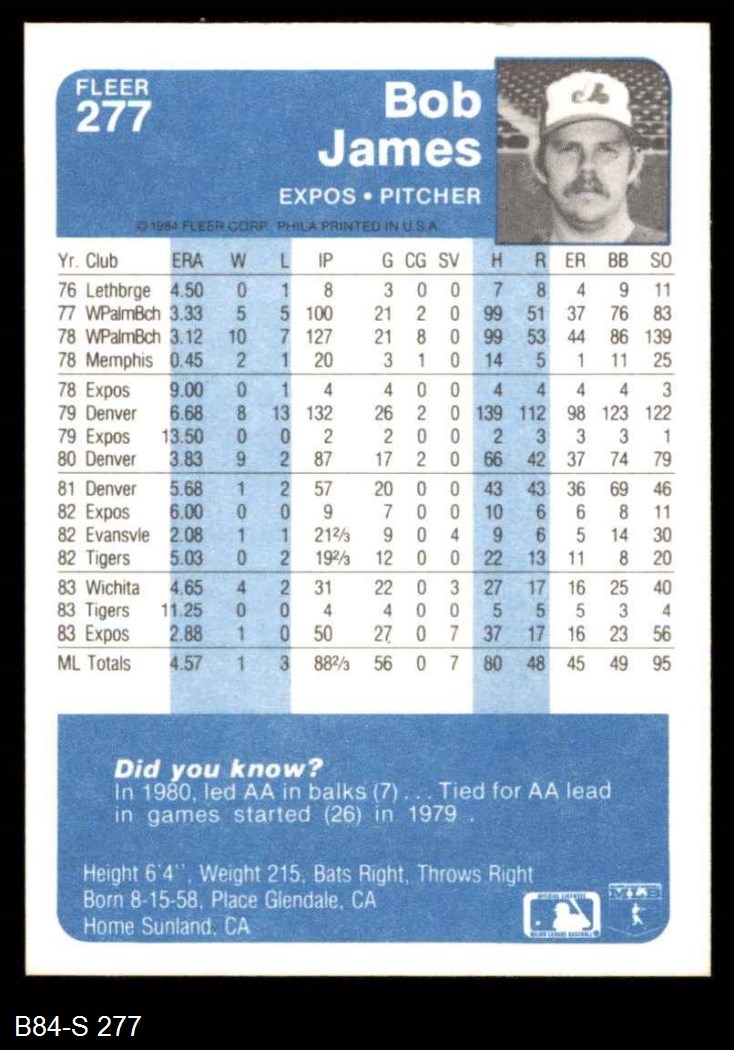 FLEER
277
Bob
James
EXPOS • PITCHER
© 1984 FLEER CORP. PHILA PRINTED IN U.S.A.
Yr. Club ERA W L IP G CG SV H R ER BB SO
76 Lethbrge 4.50 0 1 8 3 0 0 7 8 4 9 11
77 WPalmBch 3.33 5 5 100 21 2 0 99 51 37 76 83
78 WPalmBch 3.12 10 7 127 21 8 0 99 53 44 86 139
78 Memphis 0.45 2 1 20 3 1 0 14 5 1 11 25
78 Expos 9.00 0 1 4 4 0 0 4 4 4 4 3
79 Denver 6.68 8 13 132 26 2 0 139 112 98 123 122
79 Expos 13.50 0 0 2 2 0 0 2 3 3 3 1
80 Denver 3.83 9 2 87 17 2 0 66 42 37 74 79
81 Denver 5.68 1 2 57 20 0 0 43 43 36 69 46
82 Expos 6.00 0 0 9 7 0 0 10 6 6 8 11
82 Evansvle 2.08 1 1 21 2/3 9 0 4 9 6 5 14 30
82 Tigers 5.03 0 2 19 2/3 12 0 0 22 13 11 8 20
83 Wichita 4.65 4 2 31 22 0 3 27 17 16 25 40
83 Tigers 11.25 0 0 4 4 0 0 5 5 5 3 4
83 Expos 2.88 1 0 50 27 0 7 37 17 16 23 56
ML Totals 4.57 1 3 88 2/3 56 0 7 80 48 45 49 95
Did you know?
In 1980, led AA in balks (7) . . . Tied for AA lead
in games started (26) in 1979 .
Height 6'4'', Weight 215, Bats Right, Throws Right
Born 8-15-58, Place Glendale, CA
Home Sunland, CA
B84-S 277